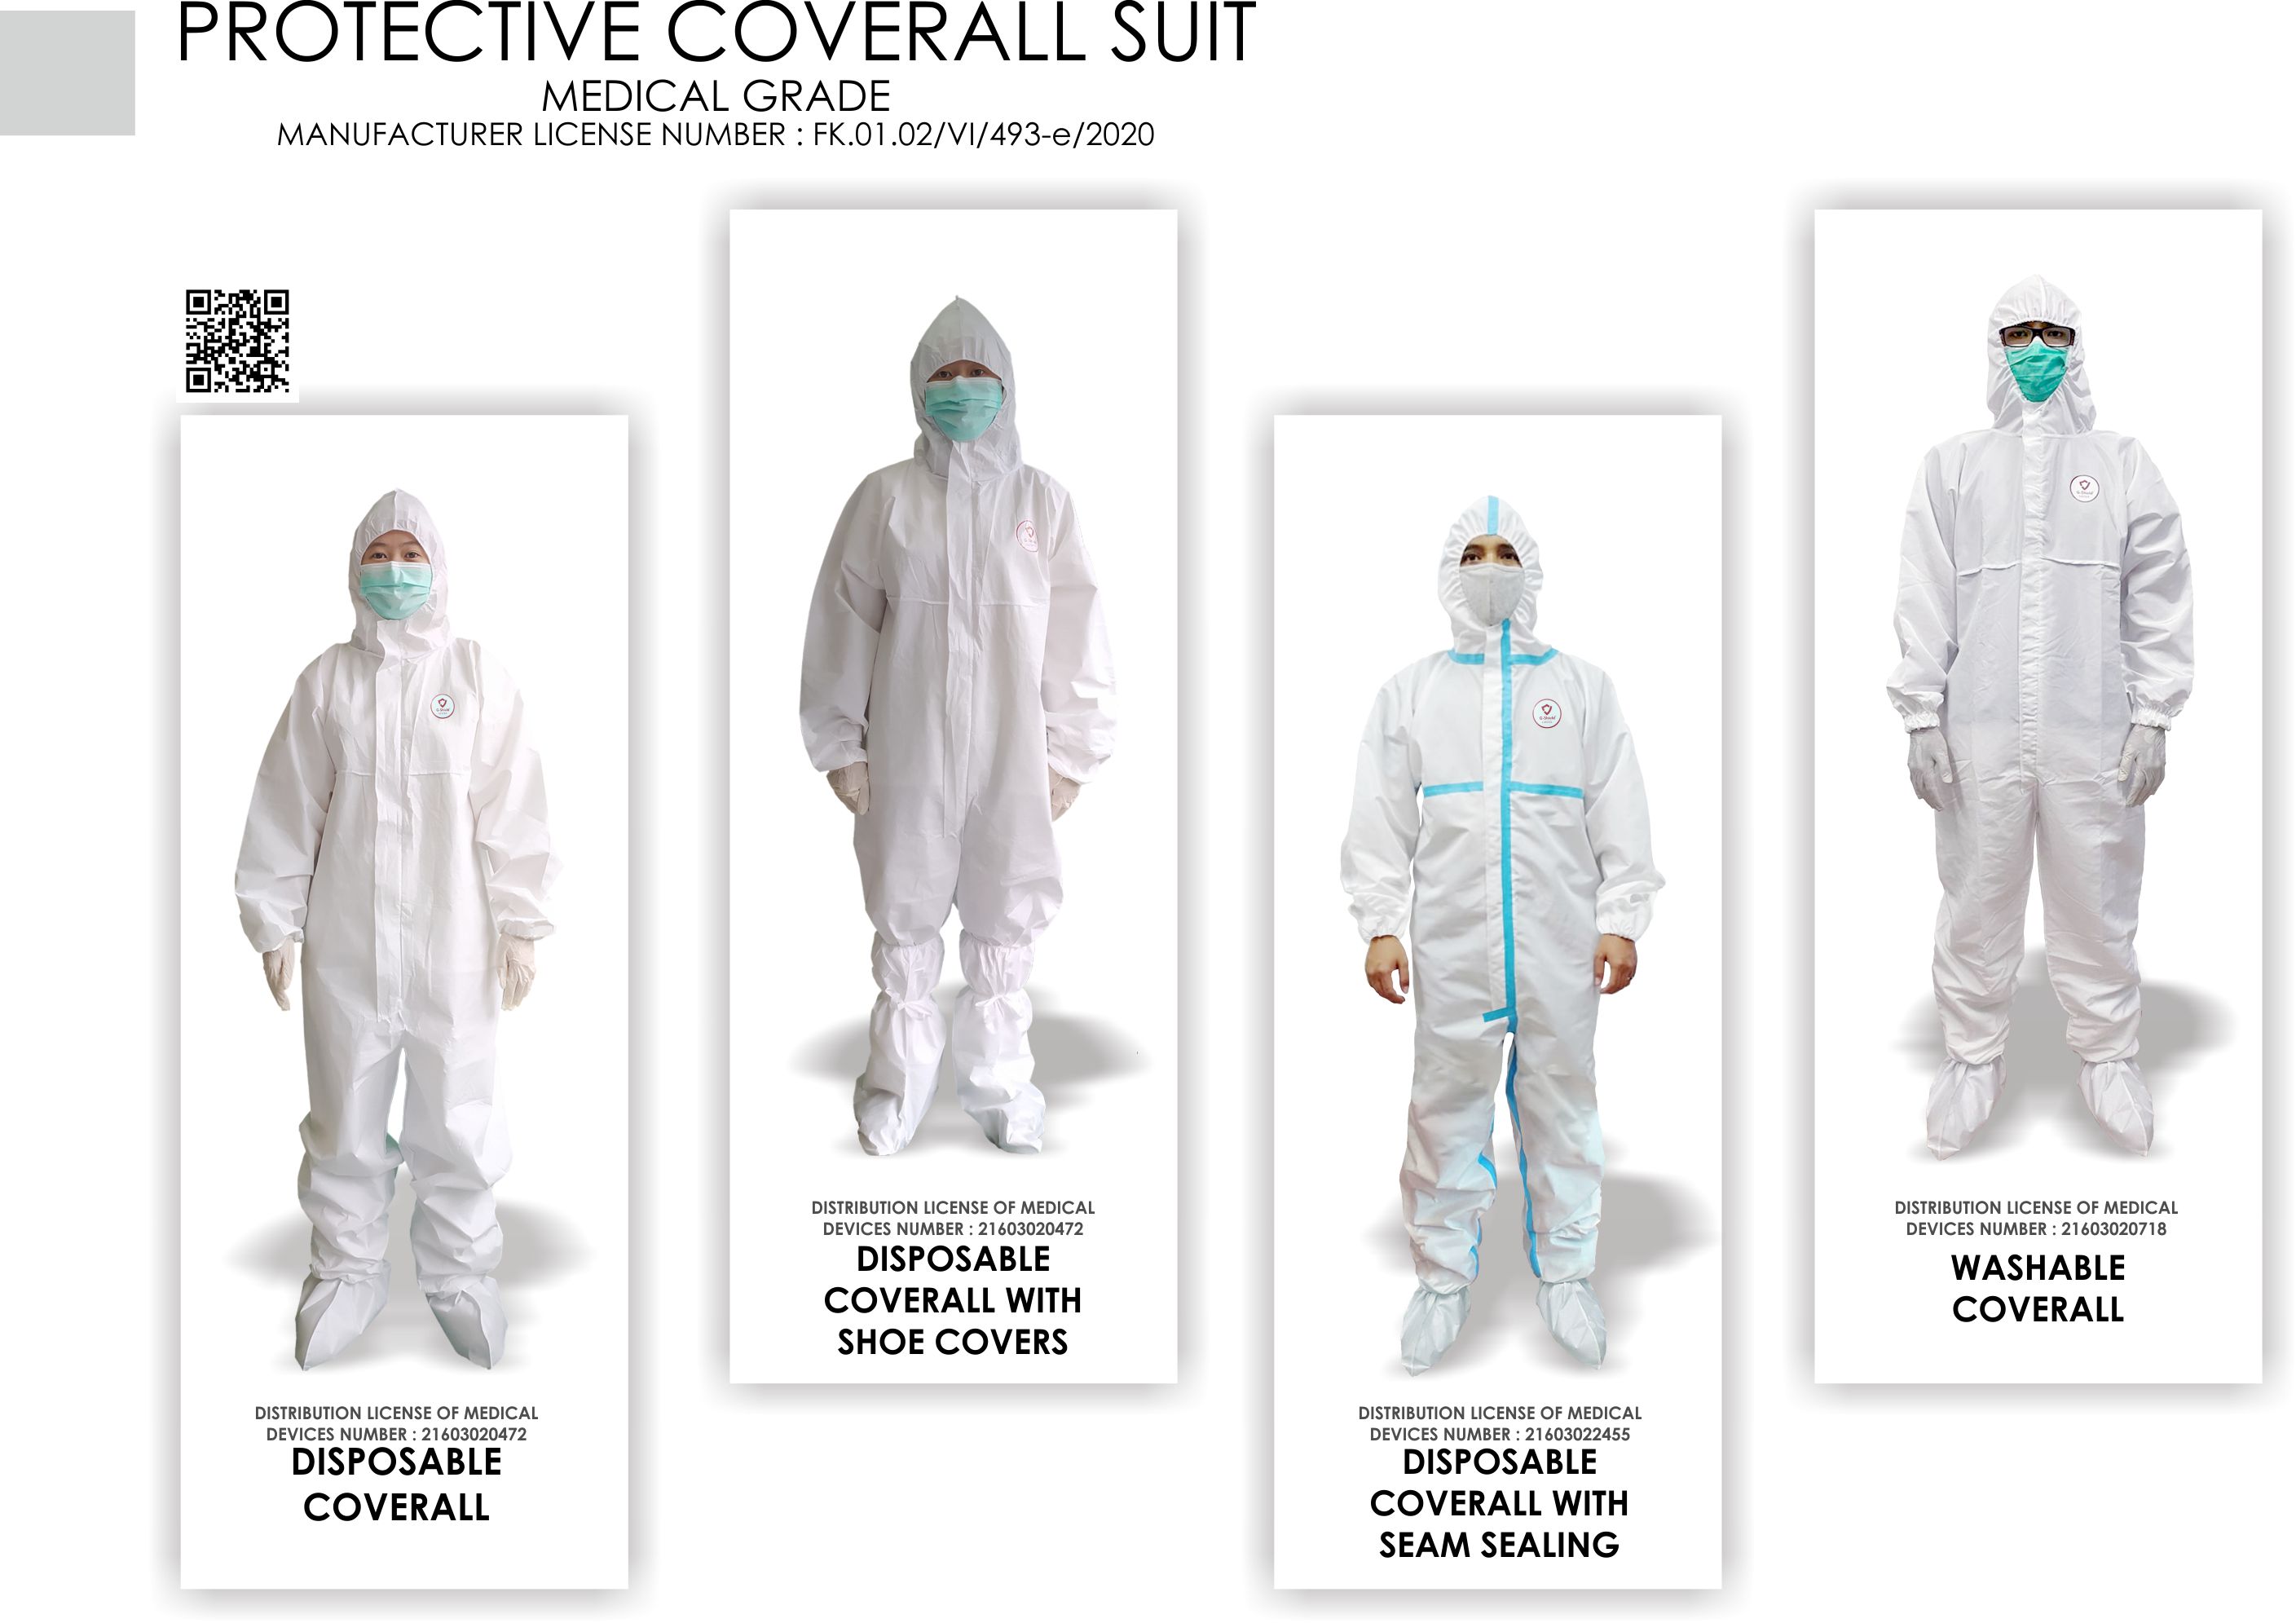 PROTECTIVE COVERALL SUIT
MEDICAL GRADE
MANUFACTURER LICENSE NUMBER : FK.01.02/VI/493-e/2020
DISTRIBUTION LICENSE OF MEDICAL
DEVICES NUMBER : 21603020472
DISPOSABLE
COVERALL
DISTRIBUTION LICENSE OF MEDICAL
DEVICES NUMBER : 21603020472
DISPOSABLE
COVERALL WITH
SHOE COVERS
DISTRIBUTION LICENSE OF MEDICAL
DEVICES NUMBER : 21603022455
DISPOSABLE
COVERALL WITH
SEAM SEALING
DISTRIBUTION LICENSE OF MEDICAL
DEVICES NUMBER : 21603020718
WASHABLE
COVERALL